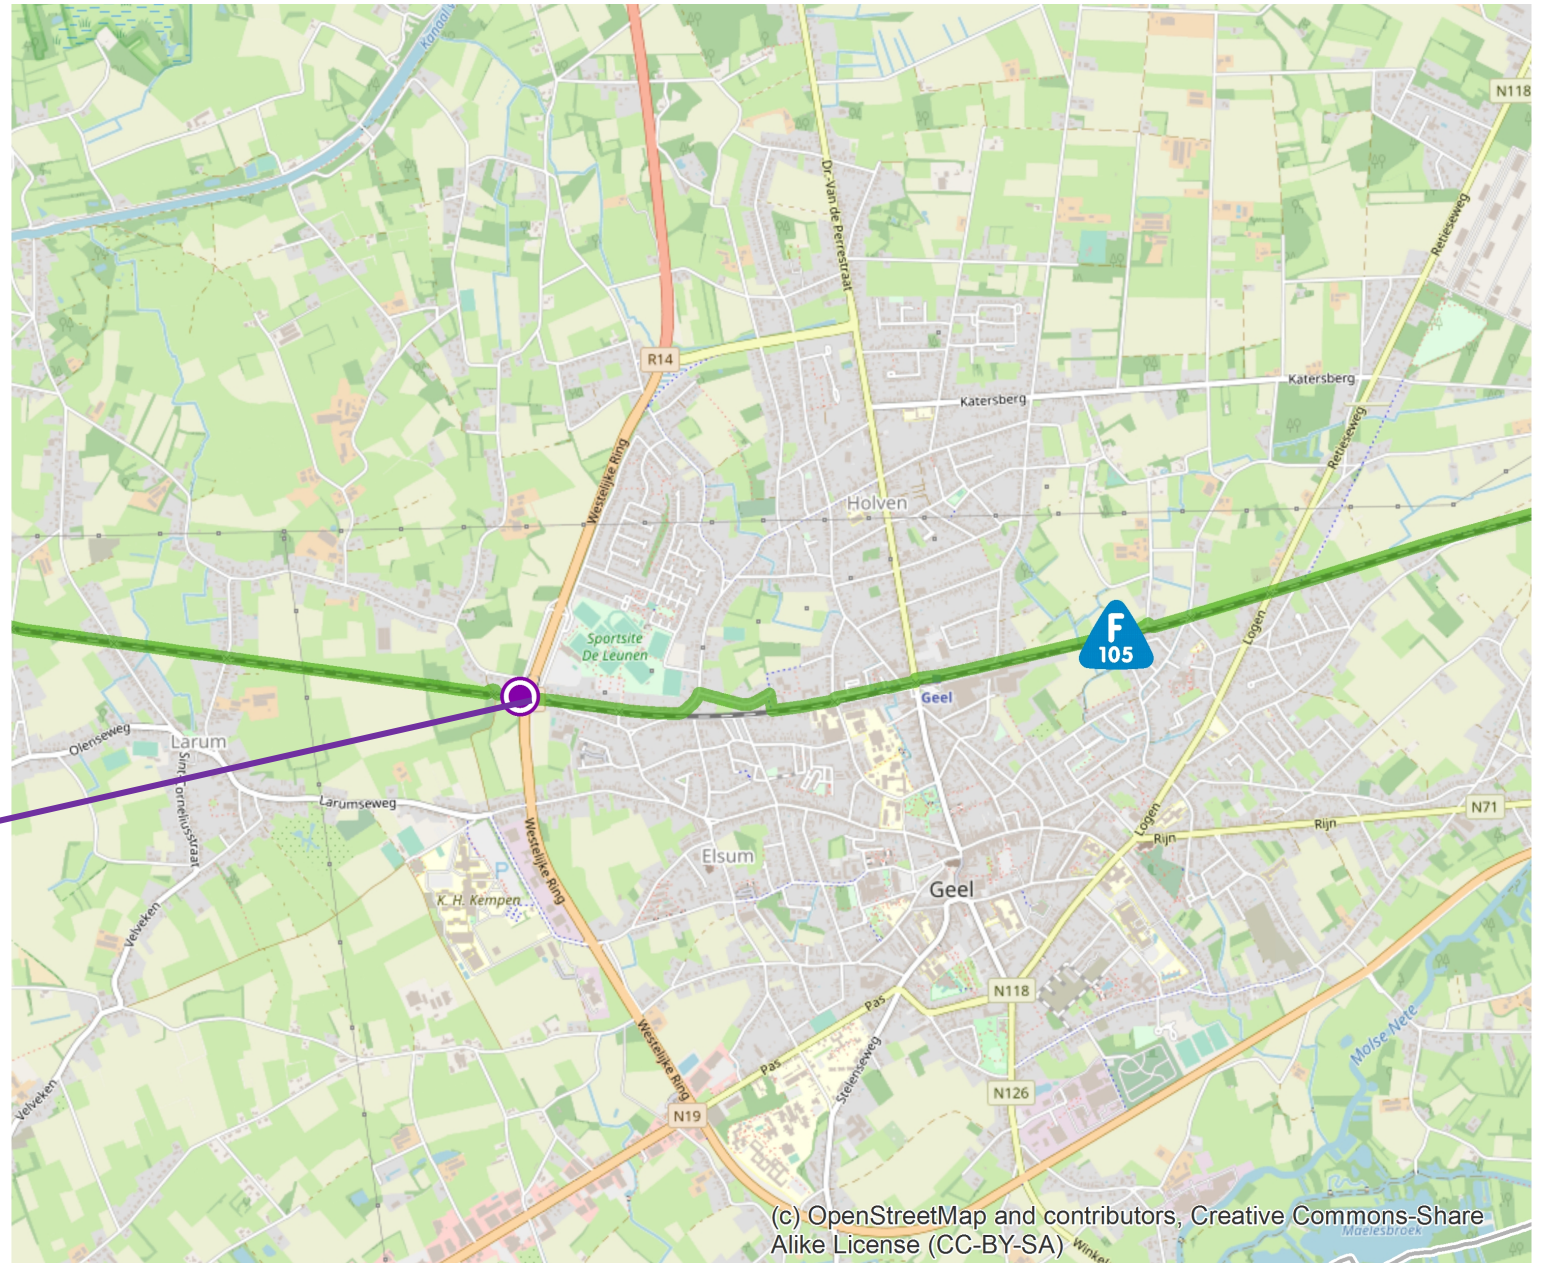 Kanaal
N118
Dr.-Van de Perrestraat
Retieseweg
R14
Katersberg
Katersberg
Retieseweg
Westelijke Ring
Holven
Sportsite
De Leunen
F
105
Logen
Geel
Olenseweg
Larum
Sint-Corneliusstraat
Larumseweg
Westelijke Ring
Logen
Rijn
Rijn
N71
Elsum
P
K. H. Kempen
Geel
Velveken
N118
Pas
Molse Nete
Westelijke Ring
Pas
Stelenseweg
Velveken
N126
N19
(c) OpenStreetMap and contributors, Creative Commons-Share
Alike License (CC-BY-SA)
Maelesbroek
Winkel